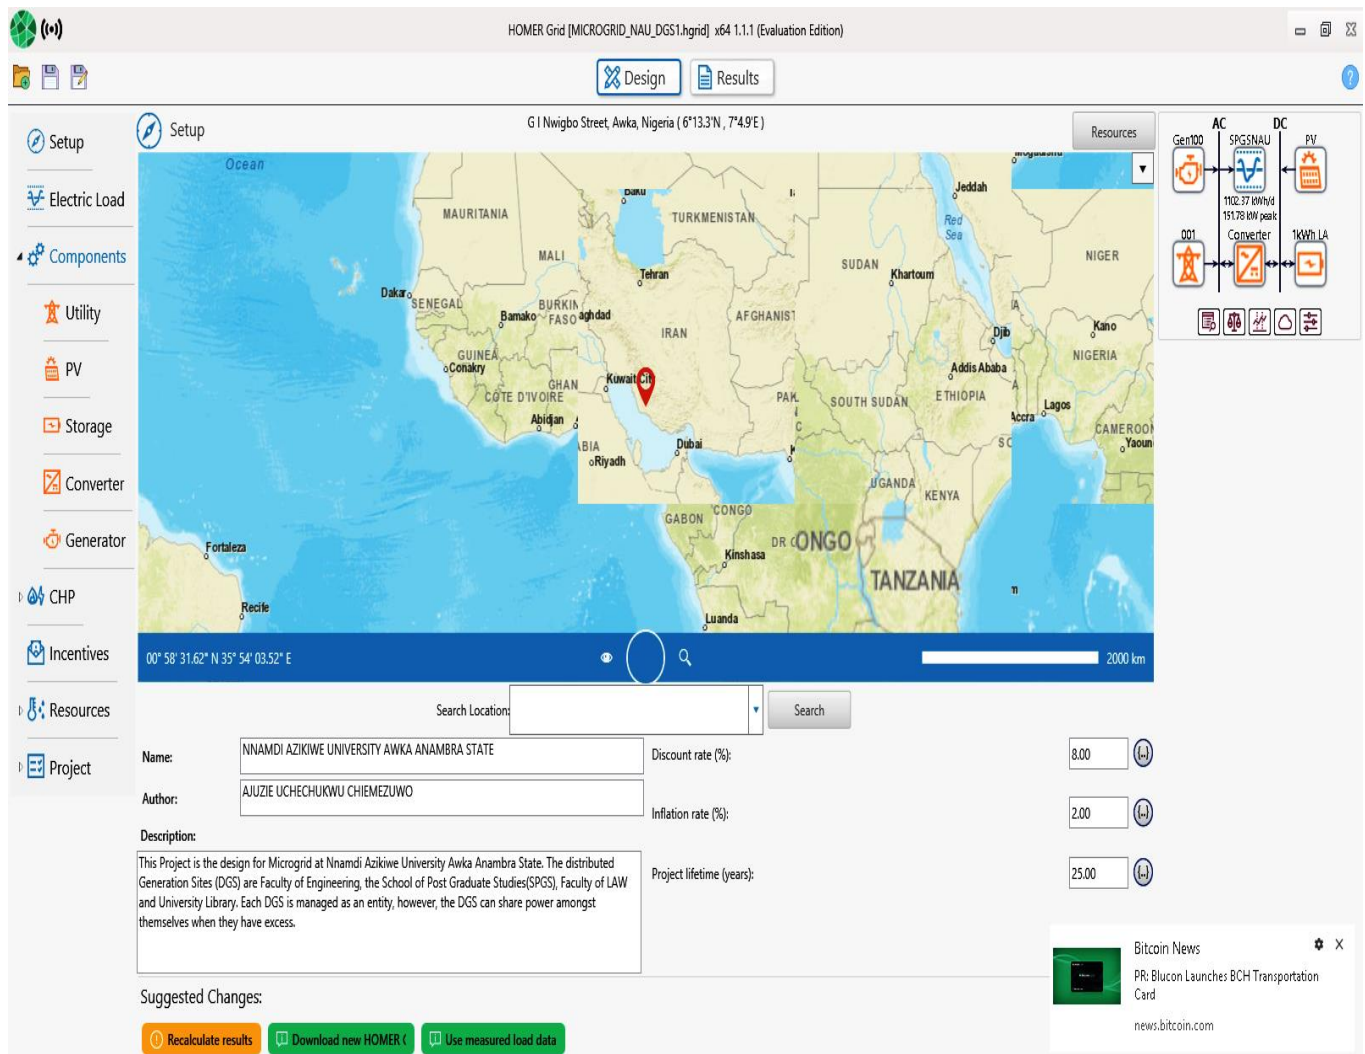 HOMER Grid [MICROGRID_NAU_DGS1.hgrid] x64 1.1.1 (Evaluation Edition)
Design
Results
Setup
Electric Load
Components
Utility
PV
Storage
Converter
Generator
CHP
Incentives
Resources
Project
Setup
G I Nwigbo Street, Awka, Nigeria ( 6°13.3'N , 7°4.9'E )
Resources
Ocean
MAURITANIA
MALI
Dakar
SENEGAL
Bamako
BURKIN
FASO
GUINEA
Conakry
GHAN
COTE D'IVOIRE
Abidjan
Baku
TURKMENISTAN
Tehran
aghdad
IRAN
AFGHANIST
Kuwait Cit
PAK
Dubai
ABIA
Riyadh
Jeddah
Red
Sea
SUDAN
Khartoum
Djib
Addis Ababa
SOUTH SUDAN
ETHIOPIA
SO
UGANDA
KENYA
NIGER
Kano
NIGERIA
Lagos
Accra
CAMEROON
Yaoun
GABON
CONGO
DR
ONGO
Kinshasa
TANZANIA
Luanda
Fortaleza
Recife
00° 58' 31.62" N 35° 54' 03.52" E
2000 km
Search Location:
Search
Name:
NNAMDI AZIKIWE UNIVERSITY AWKA ANAMBRA STATE
Author:
AJUZIE UCHECHUKWU CHIEMEZUWO
Description:
This Project is the design for Microgrid at Nnamdi Azikiwe University Awka Anambra State. The distributed
Generation Sites (DGS) are Faculty of Engineering, the School of Post Graduate Studies(SPGS), Faculty of LAW
and University Library. Each DGS is managed as an entity, however, the DGS can share power amongst
themselves when they have excess.
Discount rate (%):
8.00
Inflation rate (%):
2.00
Project lifetime (years):
25.00
Suggested Changes:
Recalculate results
Download new HOMER (
Use measured load data
AC
DC
Gen100
SPGSNAU
PV
1102.37 kWh/d
151.78 kW peak
001
Converter
1kWh LA
Bitcoin News
PR: Blucon Launches BCH Transportation
Card
news.bitcoin.com